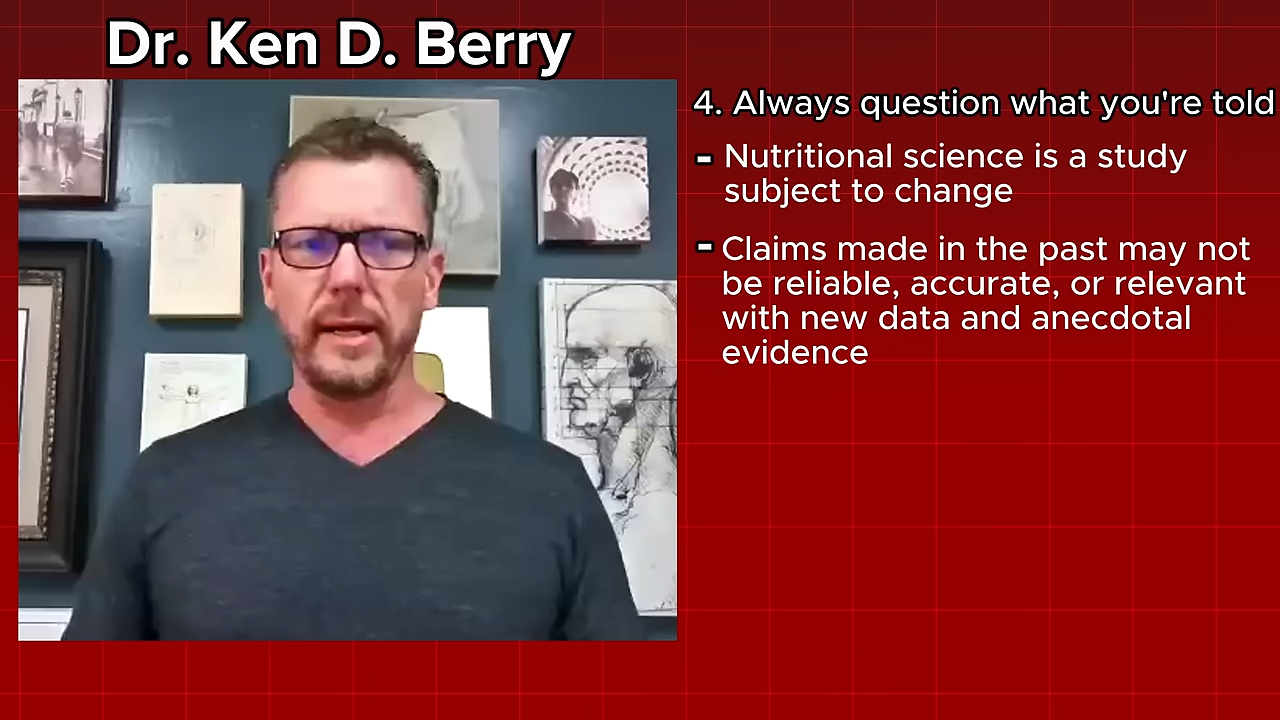 Dr. Ken D. Berry
4. Always question what you're told
- Nutritional science is a study
subject to change
- Claims made in the past may not
be reliable, accurate, or relevant
with new data and anecdotal
evidence